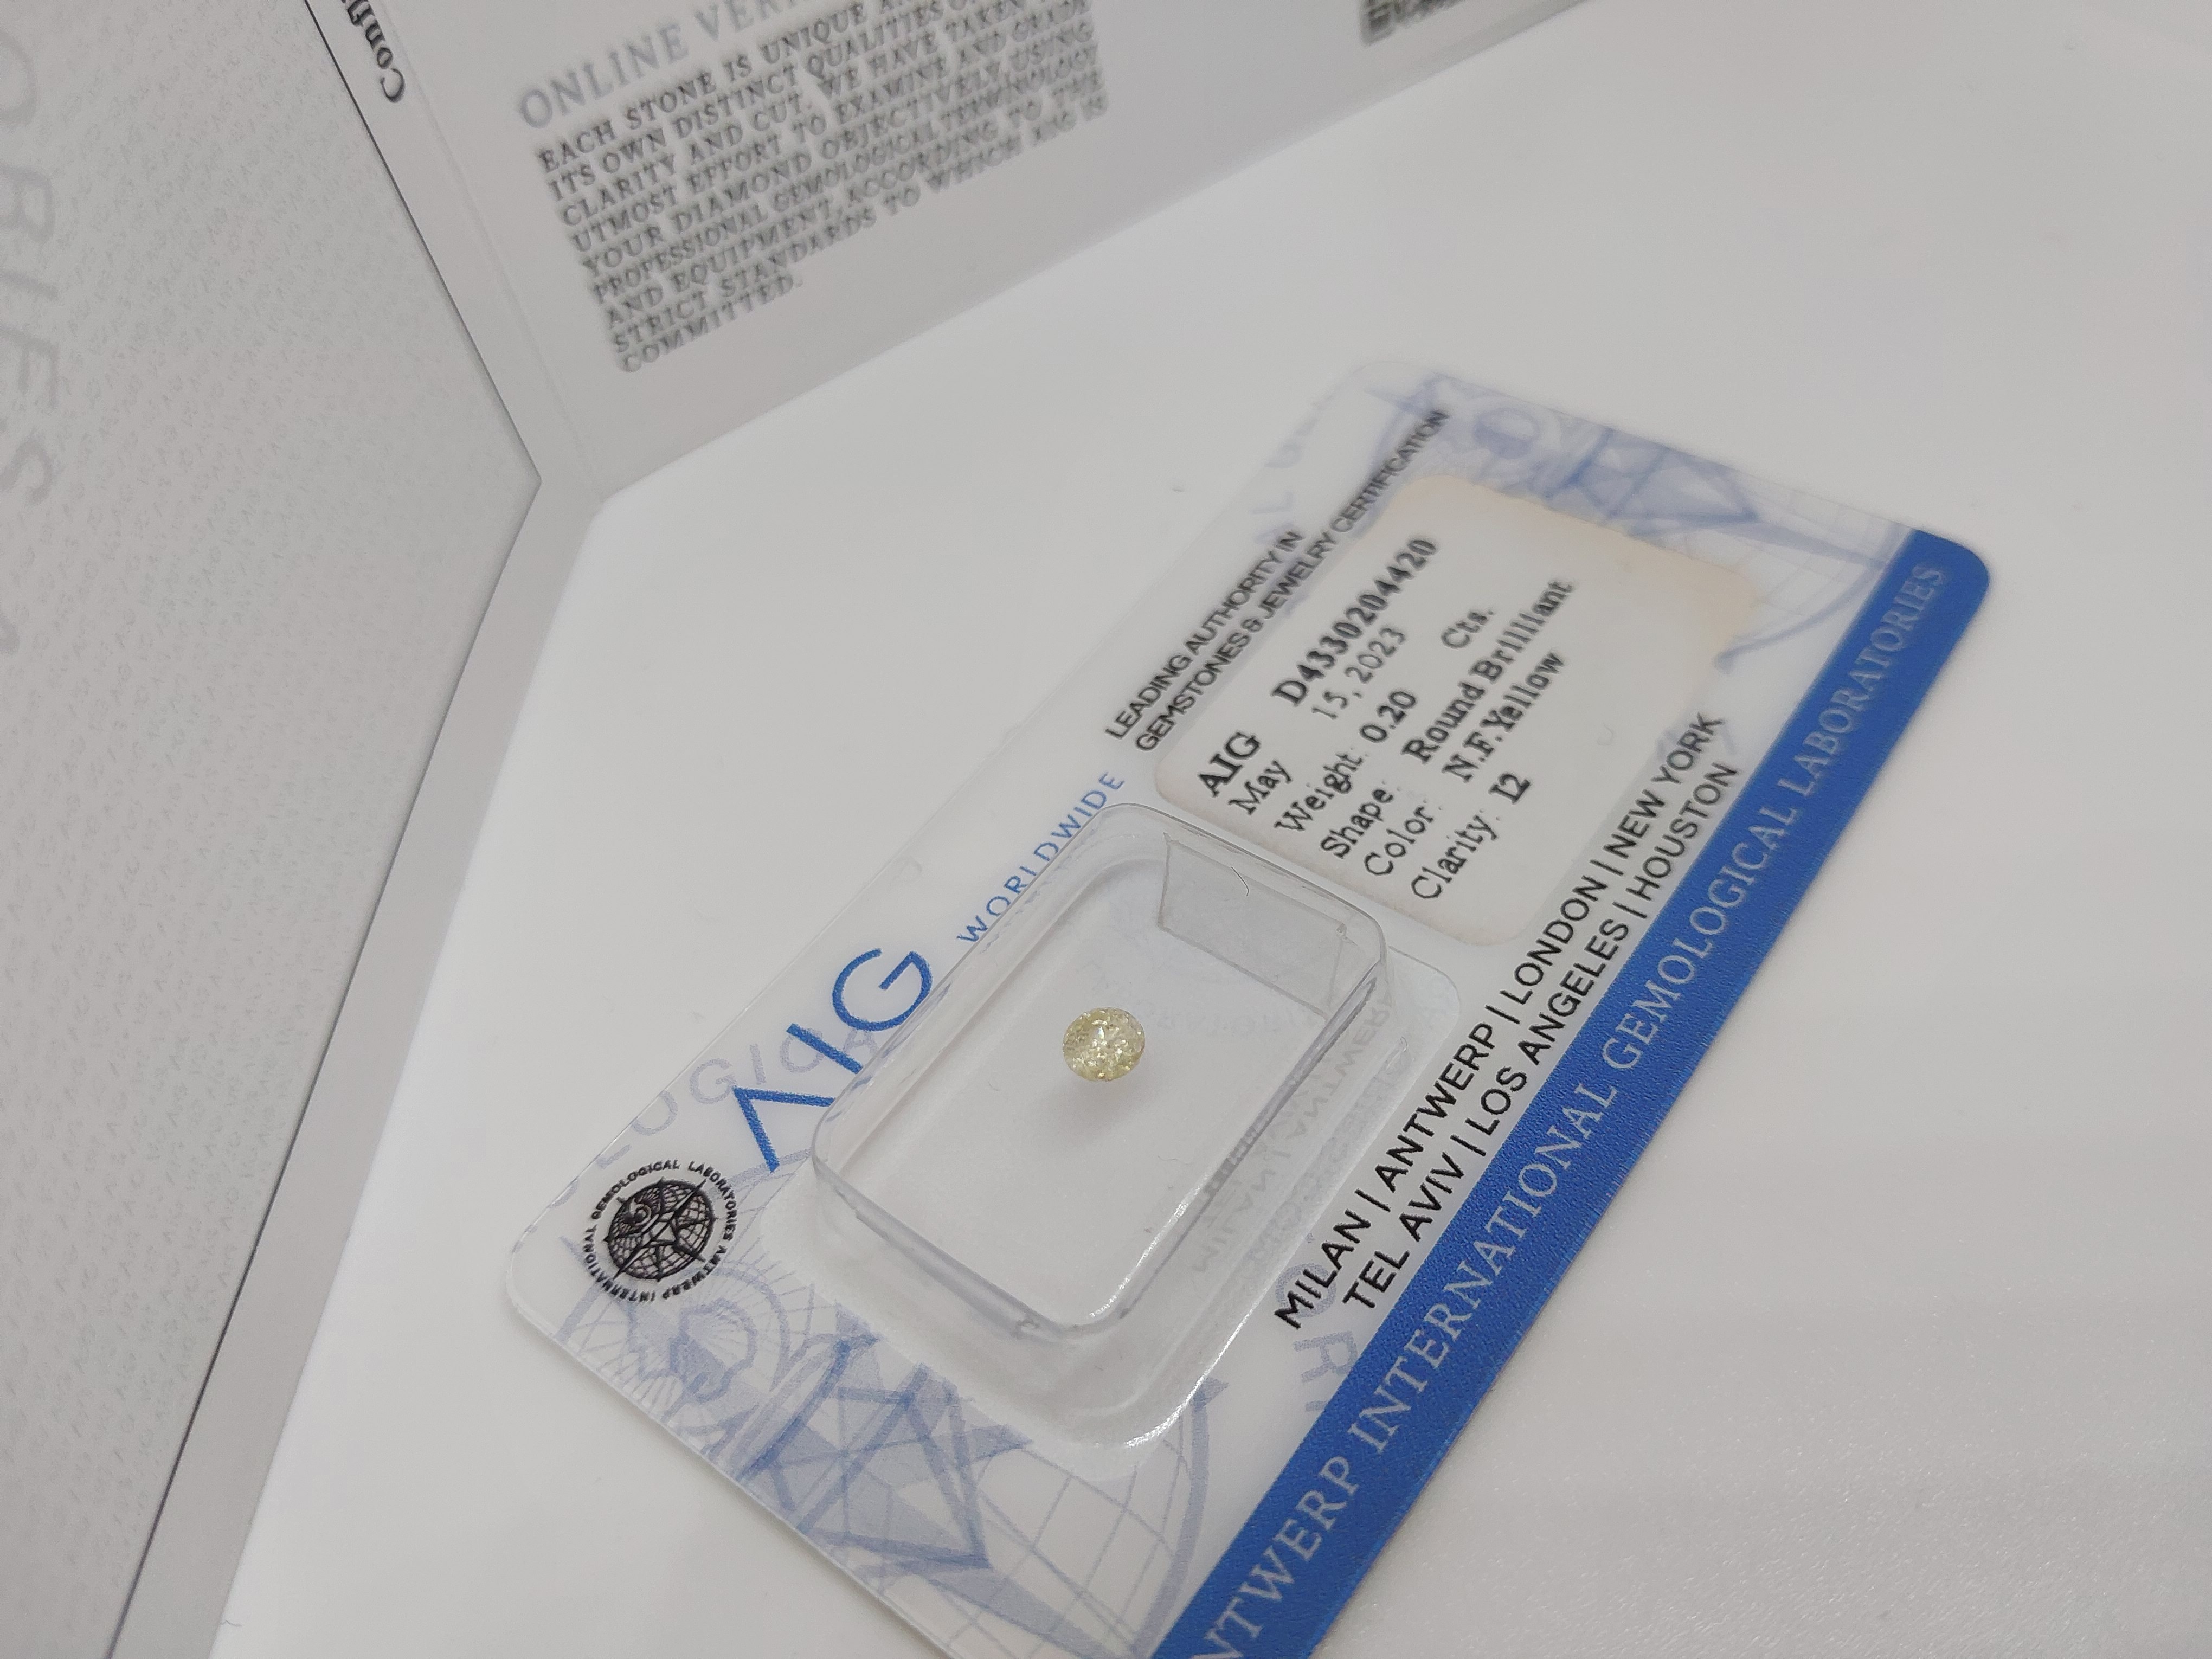 ONLINE
EACH STONE IS UNIQUE
ITS OWN DISTINCT QUALITIES
CLARITY AND CUT. WE HAVE TAKEN
UTMOST EFFORT TO EXAMINE AND GRADE
YOUR DIAMOND OBJECTIVELY, USING
PROFESSIONAL GEMOLOGICAL TERMINOLOGY
AND EQUIPMENT, ACCORDING TO THE
STRICT STANDARDS TO WHICH AIG IS
COMMITTED.
LEADING AUTHORITY IN
GEMSTONES & JEWELRY CERTIFICATION
AIG D4330204420
May 15, 2023
Weight: 0.20 Cts.
Shape: Round Brilliant
Color: N.F.Yellow
Clarity: I2
AIG WORLDWIDE
INTERNATIONAL GEMOLOGICAL LABORATORIES ANTWERP
MILAN | ANTWERP | LONDON | NEW YORK
TEL AVIV | LOS ANGELES | HOUSTON
NTWERP INTERNATIONAL GEMOLOGICAL LABORATORIES